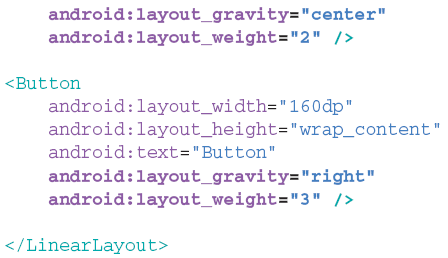 android:layout_gravity="center"
android:layout_weight="2" />
<Button
android:layout_width="160dp"
android:layout_height="wrap_content"
android:text="Button"
android:layout_gravity="right"
android:layout_weight="3" />
</LinearLayout>